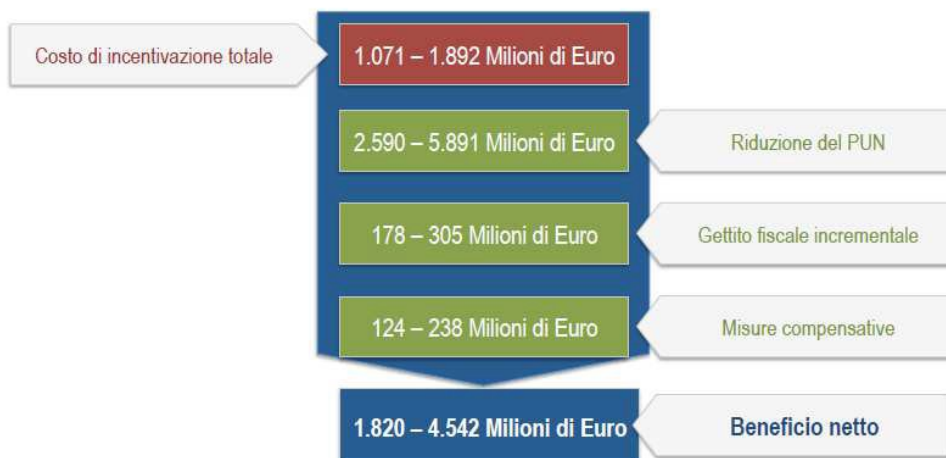 Costo di incentivazione totale
1.071 – 1.892 Milioni di Euro
2.590 – 5.891 Milioni di Euro
Riduzione del PUN
178 – 305 Milioni di Euro
Gettito fiscale incrementale
124 – 238 Milioni di Euro
Misure compensative
1.820 – 4.542 Milioni di Euro
Beneficio netto